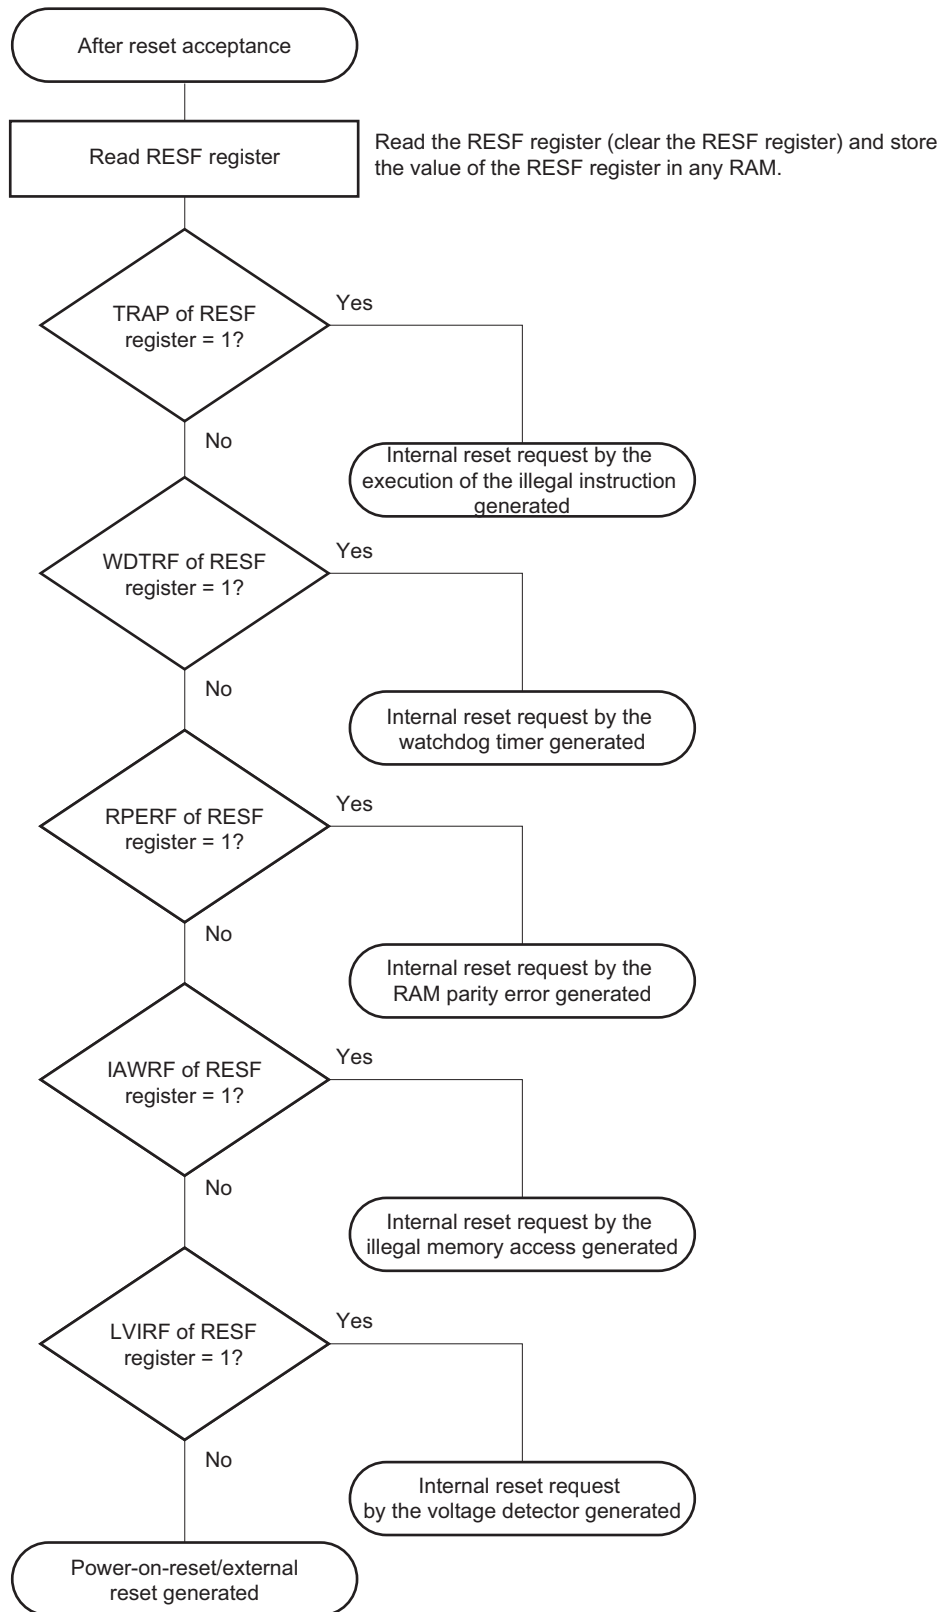 After reset acceptance
Read RESF register
Read the RESF register (clear the RESF register) and store
the value of the RESF register in any RAM.
TRAP of RESF
register = 1?
Yes
No
Internal reset request by the
execution of the illegal instruction
generated
WDTRF of RESF
register = 1?
Yes
No
Internal reset request by the
watchdog timer generated
RPERF of RESF
register = 1?
Yes
No
Internal reset request by the
RAM parity error generated
IAWRF of RESF
register = 1?
Yes
No
Internal reset request by the
illegal memory access generated
LVIRF of RESF
register = 1?
Yes
No
Internal reset request
by the voltage detector generated
Power-on-reset/external
reset generated